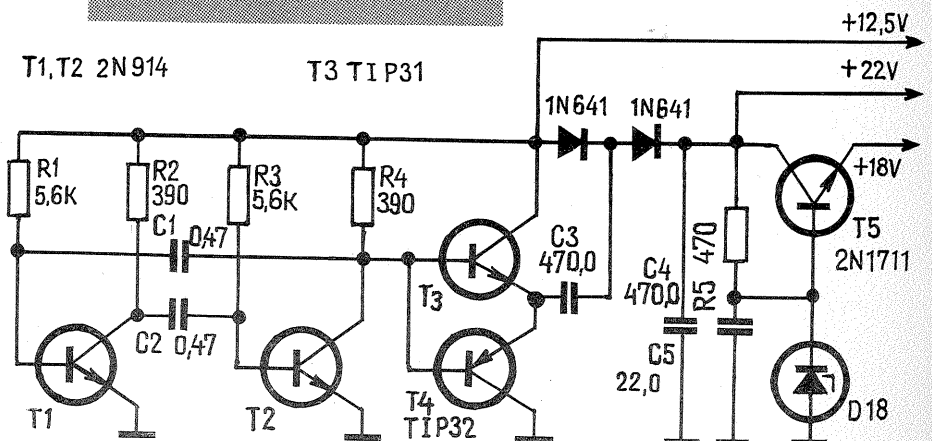 +12,5V
T1,T2 2N914
T3 TIP31
+22V
1N641
1N641
+18V
R1
5,6K
R2
390
R3
5,6K
R4
390
C1
0,47
C2
0,47
T3
C3
470,0
C4
470,0
R5 470
T5
2N1711
C5
22,0
T1
T2
T4
TIP32
D18